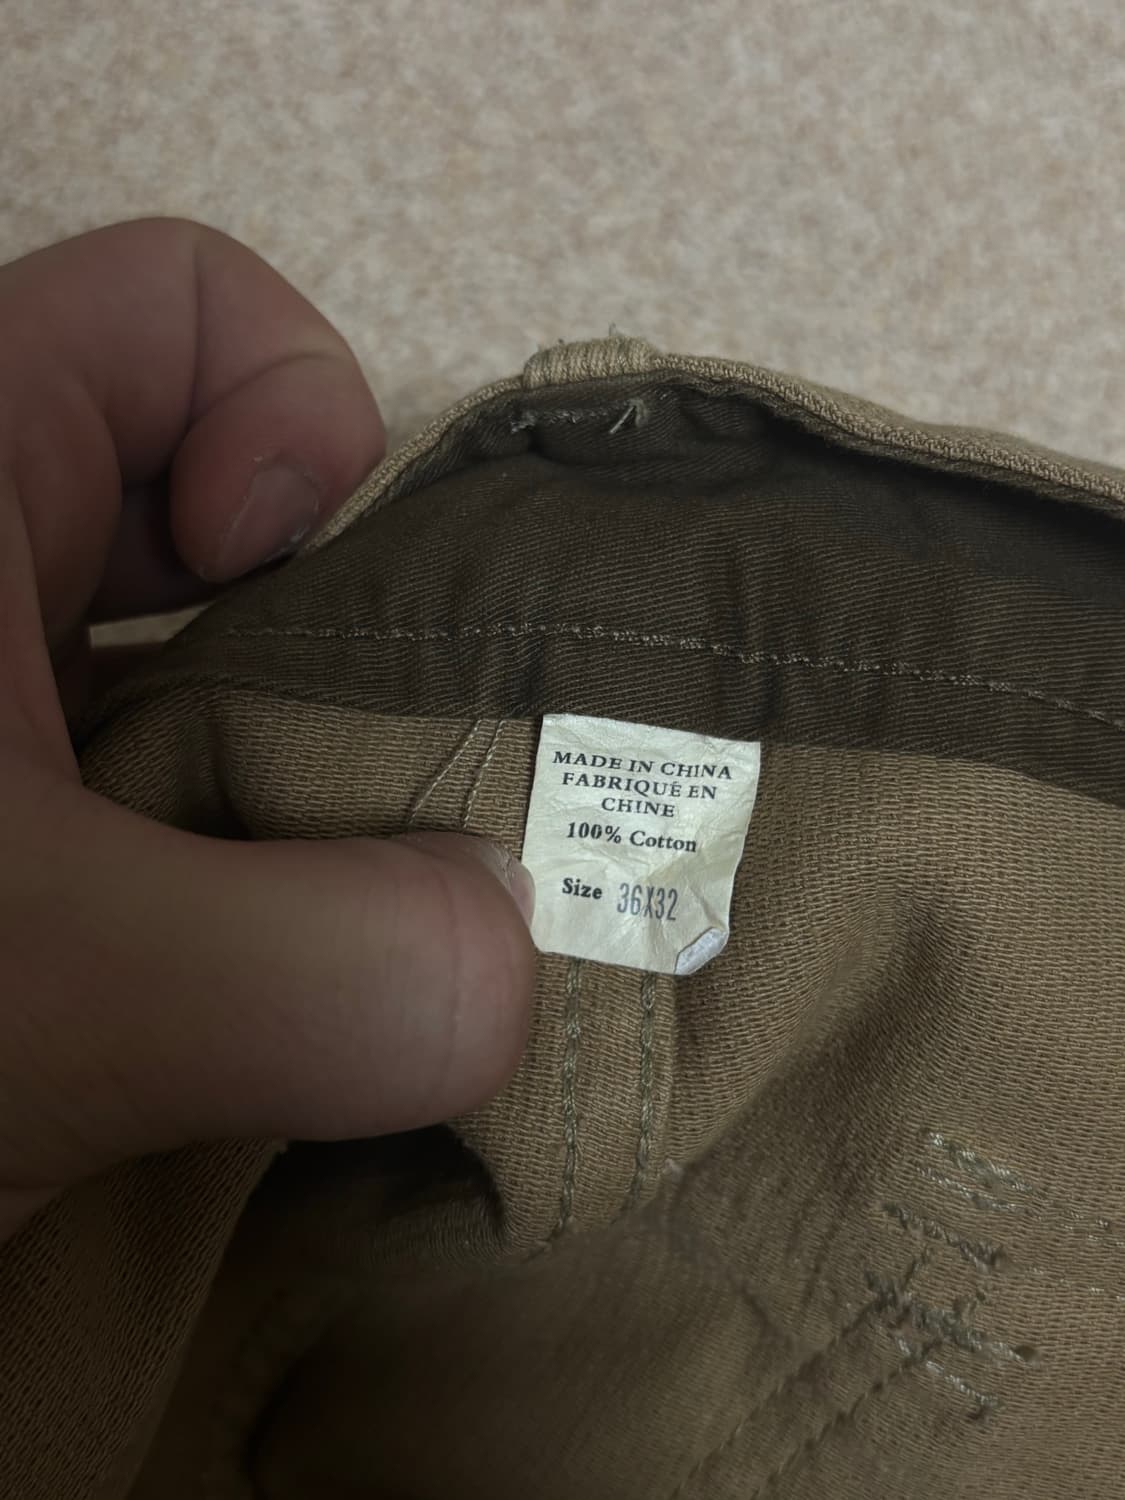 MADE IN CHINA
FABRIQUÉ EN
CHINE
100% Cotton
Size 36X32